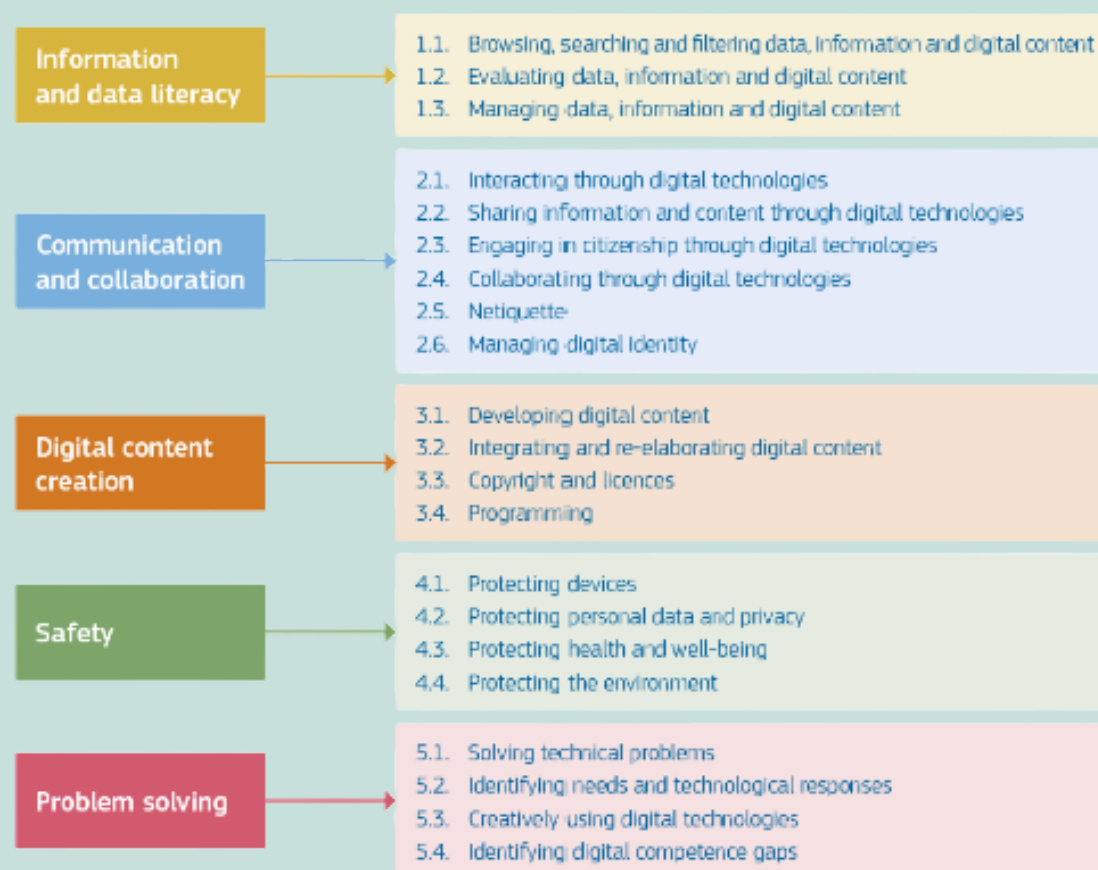 Information
and data literacy
1.1. Browsing, searching and filtering data, information and digital content
1.2. Evaluating data, information and digital content
1.3. Managing data, information and digital content
Communication
and collaboration
2.1. Interacting through digital technologies
2.2. Sharing information and content through digital technologies
2.3. Engaging in citizenship through digital technologies
2.4. Collaborating through digital technologies
2.5. Netiquette
2.6. Managing digital identity
Digital content
creation
3.1. Developing digital content
3.2. Integrating and re-elaborating digital content
3.3. Copyright and licences
3.4. Programming
Safety
4.1. Protecting devices
4.2. Protecting personal data and privacy
4.3. Protecting health and well-being
4.4. Protecting the environment
Problem solving
5.1. Solving technical problems
5.2. Identifying needs and technological responses
5.3. Creatively using digital technologies
5.4. Identifying digital competence gaps